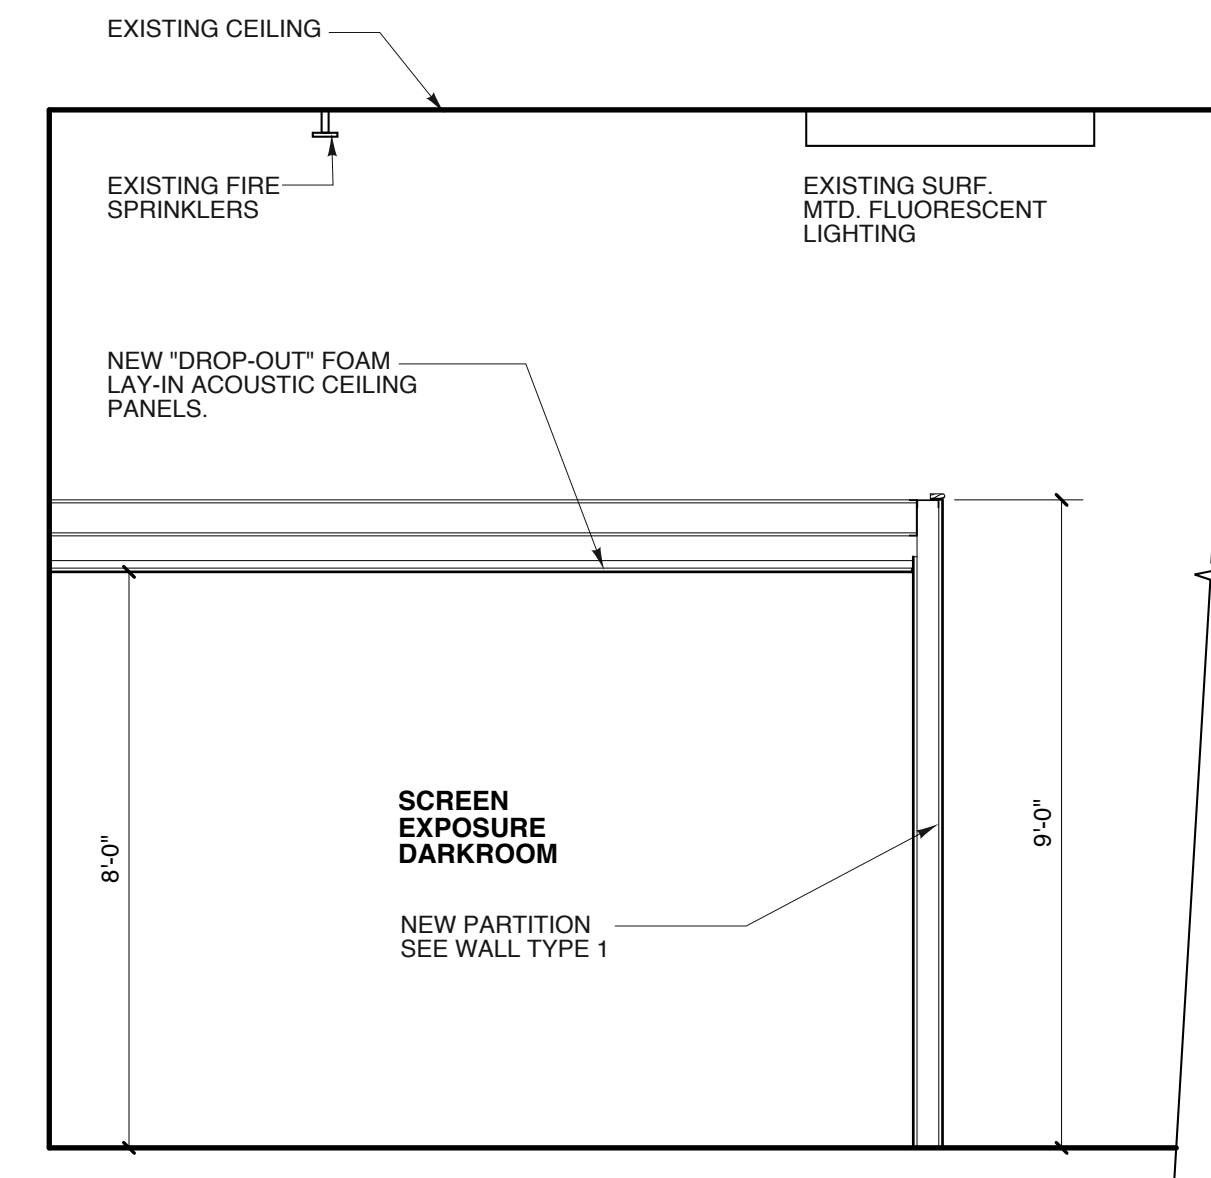 EXISTING CEILING
EXISTING FIRE
SPRINKLERS
EXISTING SURF.
MTD. FLUORESCENT
LIGHTING
NEW "DROP-OUT" FOAM
LAY-IN ACOUSTIC CEILING
PANELS.
SCREEN
EXPOSURE
DARKROOM
8'-0"
9'-0"
NEW PARTITION
SEE WALL TYPE 1